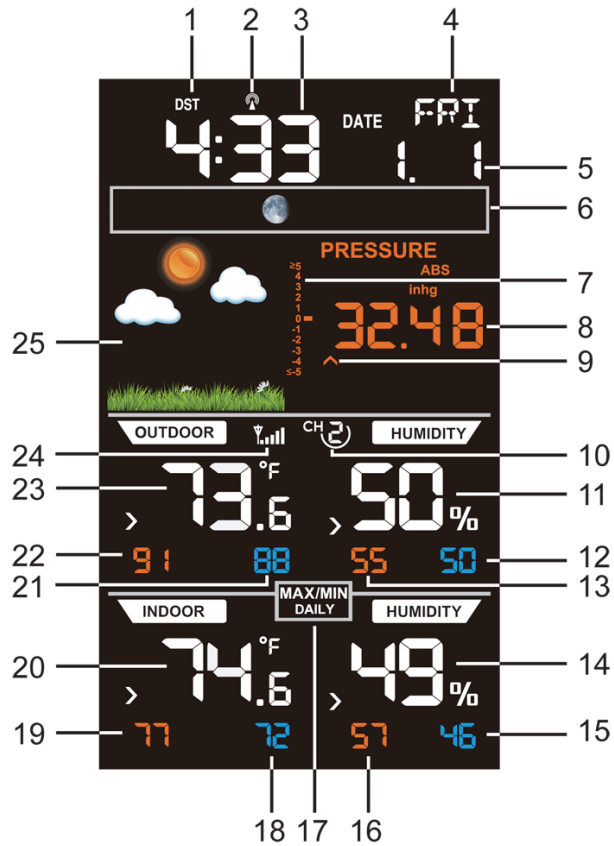 1 2 3 4
DST
4:33 DATE FRI
1. 1 5
6
PRESSURE
ABS
inhg
≥5
4
3
2
1
0
-1
-2
-3
-4
≤-5
7
32.48 8
9
25
OUTDOOR CH 2 HUMIDITY
24 10
23 73.6 °F 50 % 11
22 91 88 55 50 12
21 13
MAX/MIN
DAILY
INDOOR HUMIDITY
20 74.6 °F 49 % 14
19 77 72 57 46 15
18 17 16